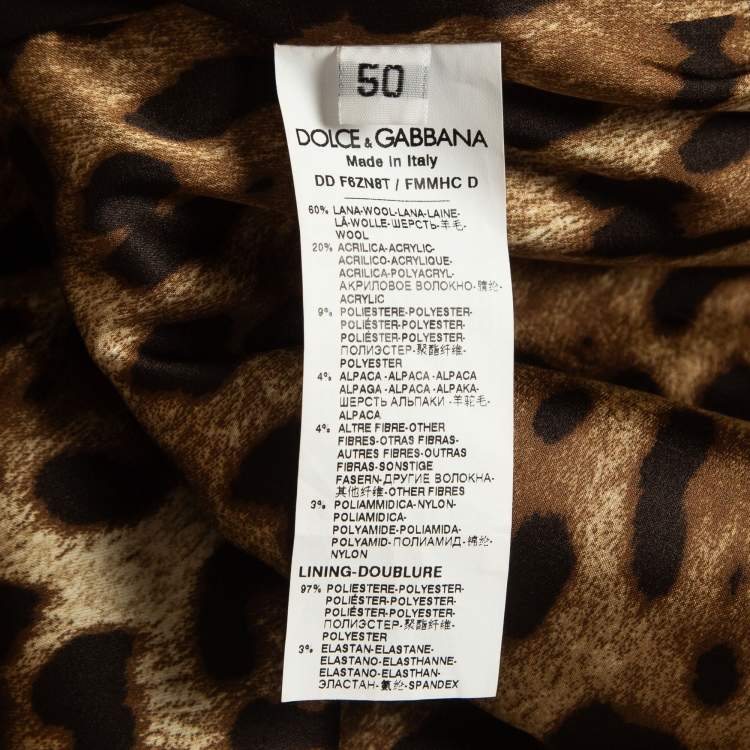 50
DOLCE & GABBANA
Made in Italy
DD F6ZN8T / FMMHC D
60% LANA-WOOL-LANA-LAINE-
LÃ-WOLLE-ШЕРСТЬ-羊毛-
WOOL
20% ACRILICA-ACRYLIC-
ACRILICO-ACRYLIQUE-
ACRILICA-POLYACRYL-
АКРИЛОВОЕ ВОЛОКНО-腈纶-
ACRYLIC
9% POLIESTERE-POLYESTER-
POLIÉSTER-POLYESTER-
POLIÉSTER-POLYESTER-
ПОЛИЭСТЕР-聚酯纤维-
POLYESTER
4% ALPACA-ALPACA-ALPACA
ALPAGA-ALPACA-ALPAKA-
ШЕРСТЬ АЛЬПАКИ-羊驼毛-
ALPACA
4% ALTRE FIBRE-OTHER
FIBRES-OTRAS FIBRAS-
AUTRES FIBRES-OUTRAS
FIBRAS-SONSTIGE
FASERN-ДРУГИЕ ВОЛОКНА-
其他纤维-OTHER FIBRES
3% POLIAMMIDICA-NYLON-
POLIAMIDICA-
POLYAMIDE-POLIAMIDA-
POLYAMID-ПОЛИАМИД-锦纶-
NYLON
LINING-DOUBLURE
97% POLIESTERE-POLYESTER-
POLIÉSTER-POLYESTER-
POLIÉSTER-POLYESTER-
ПОЛИЭСТЕР-聚酯纤维-
POLYESTER
3% ELASTAN-ELASTANE-
ELASTANO-ELASTHANNE-
ELASTANO-ELASTHAN-
ЭЛАСТАН-氨纶-SPANDEX